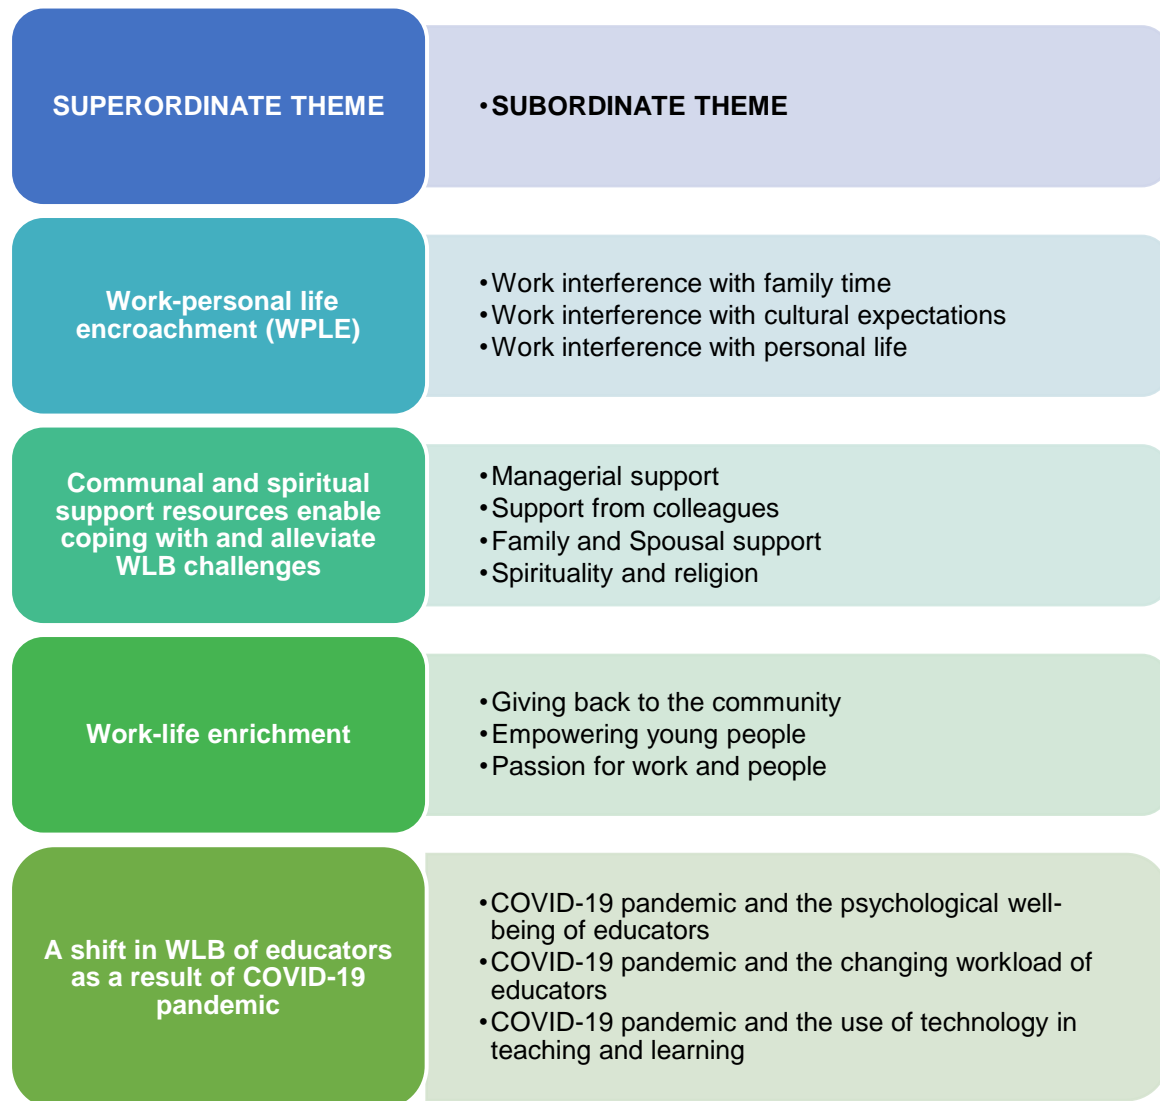 SUPERORDINATE THEME
•SUBORDINATE THEME
Work-personal life
encroachment (WPLE)
•Work interference with family time
•Work interference with cultural expectations
•Work interference with personal life
Communal and spiritual
support resources enable
coping with and alleviate
WLB challenges
•Managerial support
•Support from colleagues
•Family and Spousal support
•Spirituality and religion
Work-life enrichment
•Giving back to the community
•Empowering young people
•Passion for work and people
A shift in WLB of educators
as a result of COVID-19
pandemic
•COVID-19 pandemic and the psychological well-
being of educators
•COVID-19 pandemic and the changing workload of
educators
•COVID-19 pandemic and the use of technology in
teaching and learning